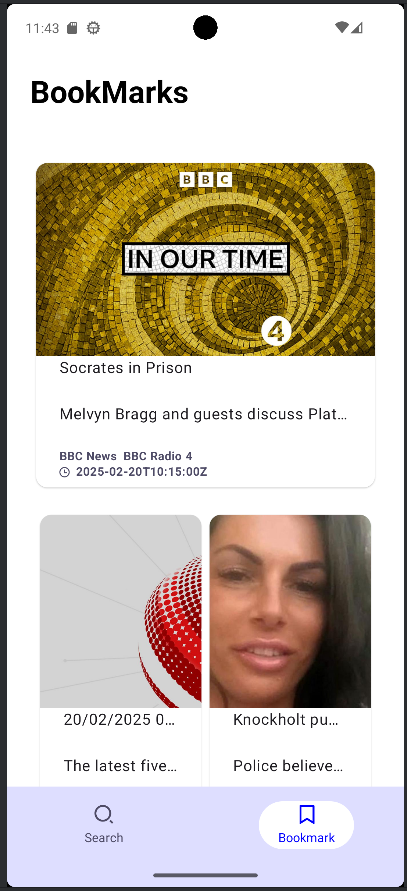 11:43
BookMarks
BBC
IN OUR TIME
4
Socrates in Prison
Melvyn Bragg and guests discuss Plat...
BBC News BBC Radio 4
2025-02-20T10:15:00Z
20/02/2025 0...
Knockholt pu...
The latest five...
Police believe...
Search
Bookmark